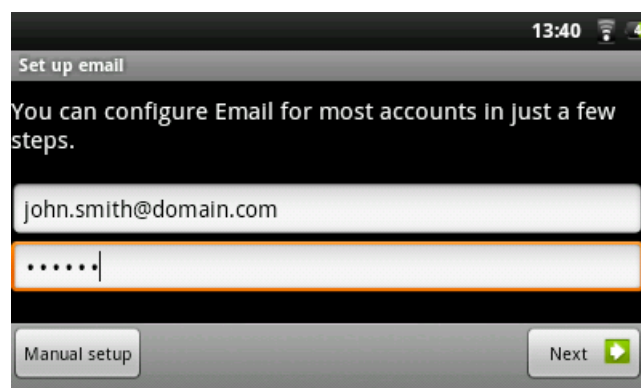 13:40
Set up email
You can configure Email for most accounts in just a few
steps.
john.smith@domain.com
••••••
Manual setup
Next